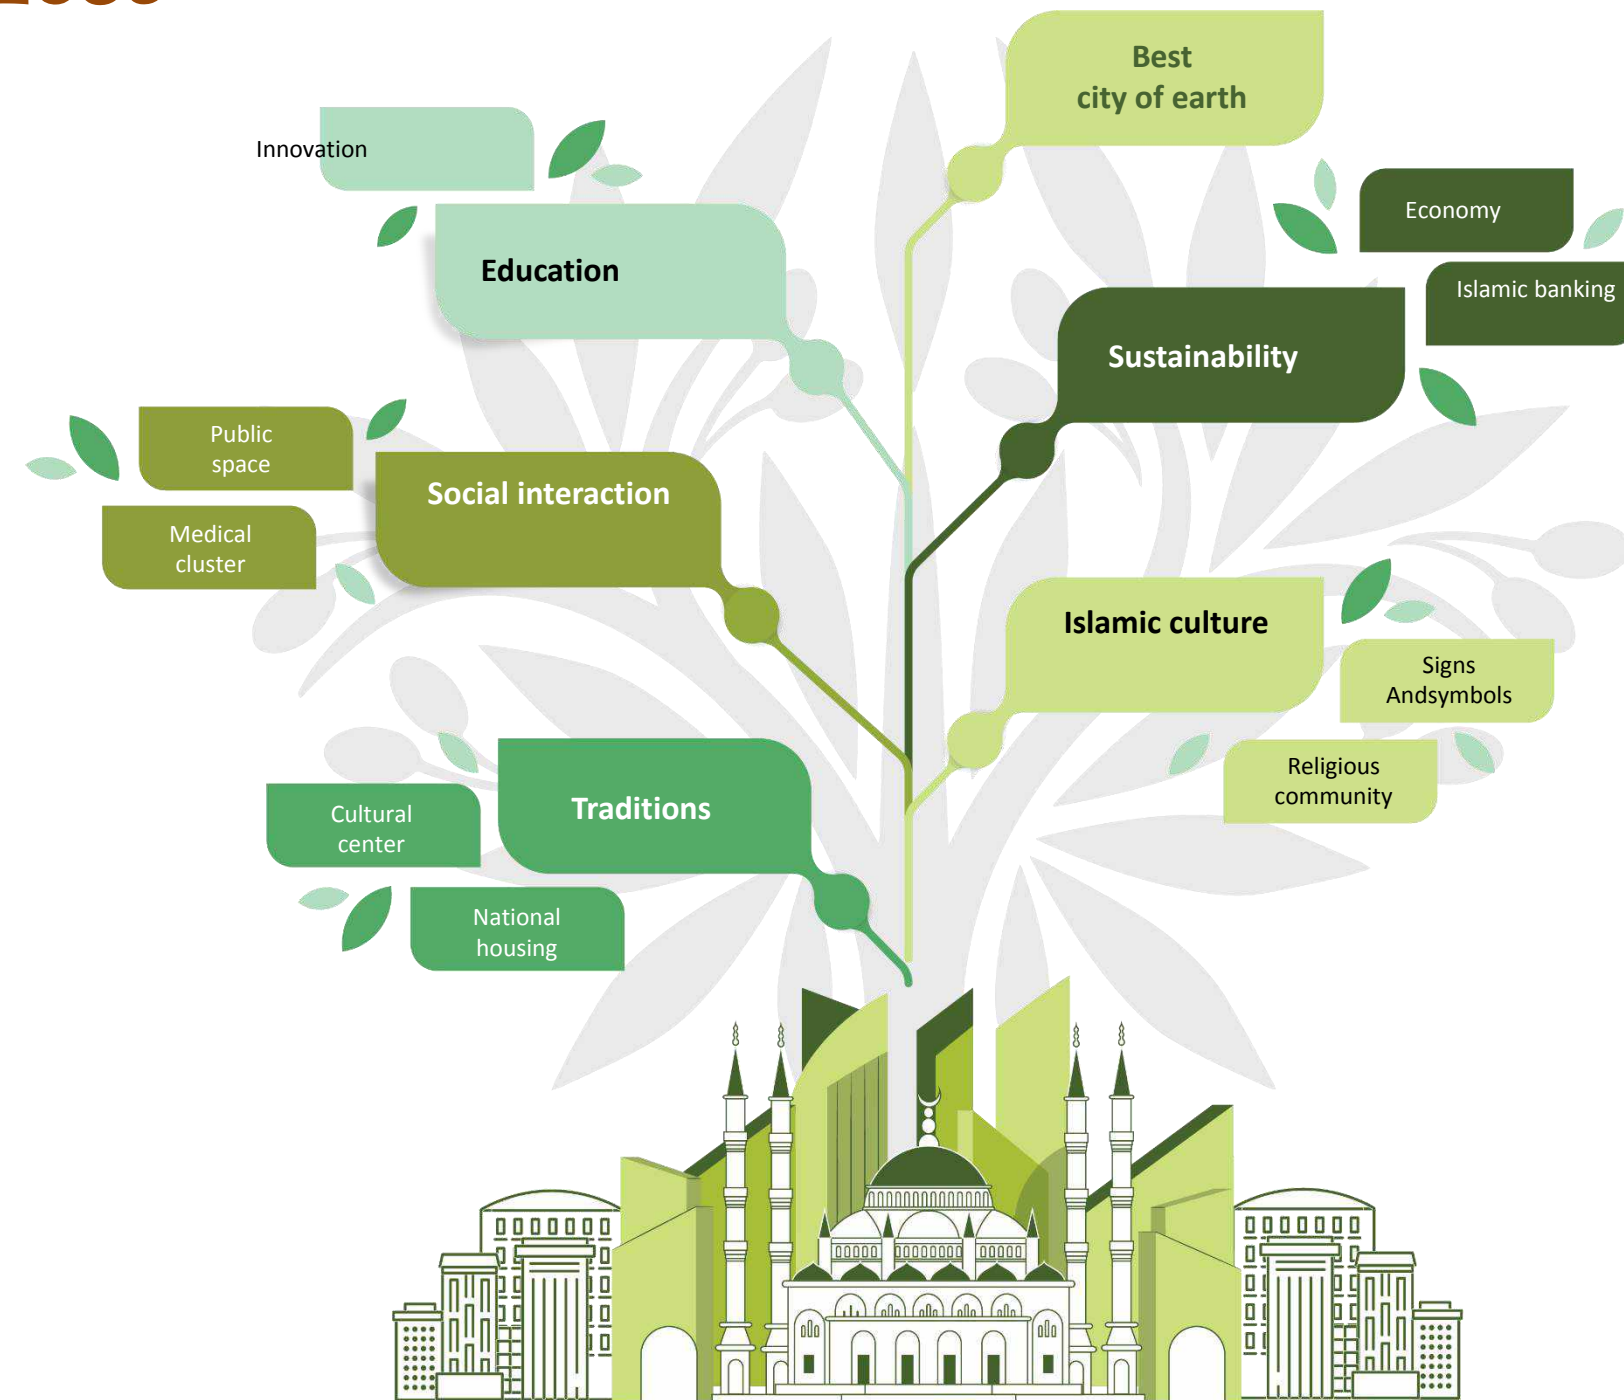 Best
city of earth
Innovation
Education
Economy
Islamic banking
Sustainability
Public
space
Social interaction
Medical
cluster
Islamic culture
Signs
Andsymbols
Religious
community
Traditions
Cultural
center
National
housing